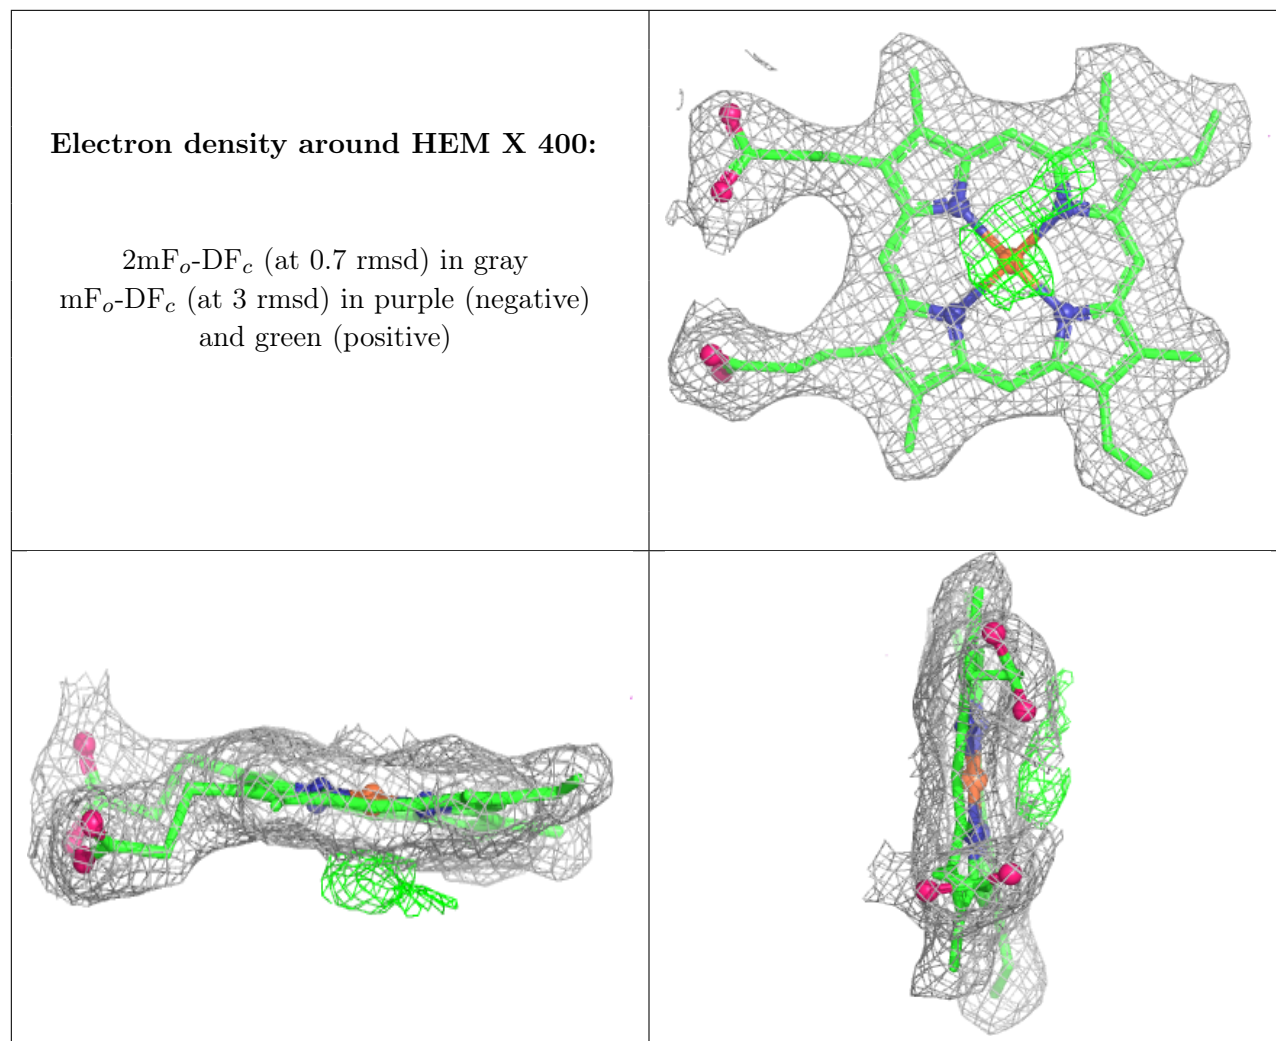 Electron density around HEM X 400:
2mFₒ-DF𝒸 (at 0.7 rmsd) in gray
mFₒ-DF𝒸 (at 3 rmsd) in purple (negative)
and green (positive)